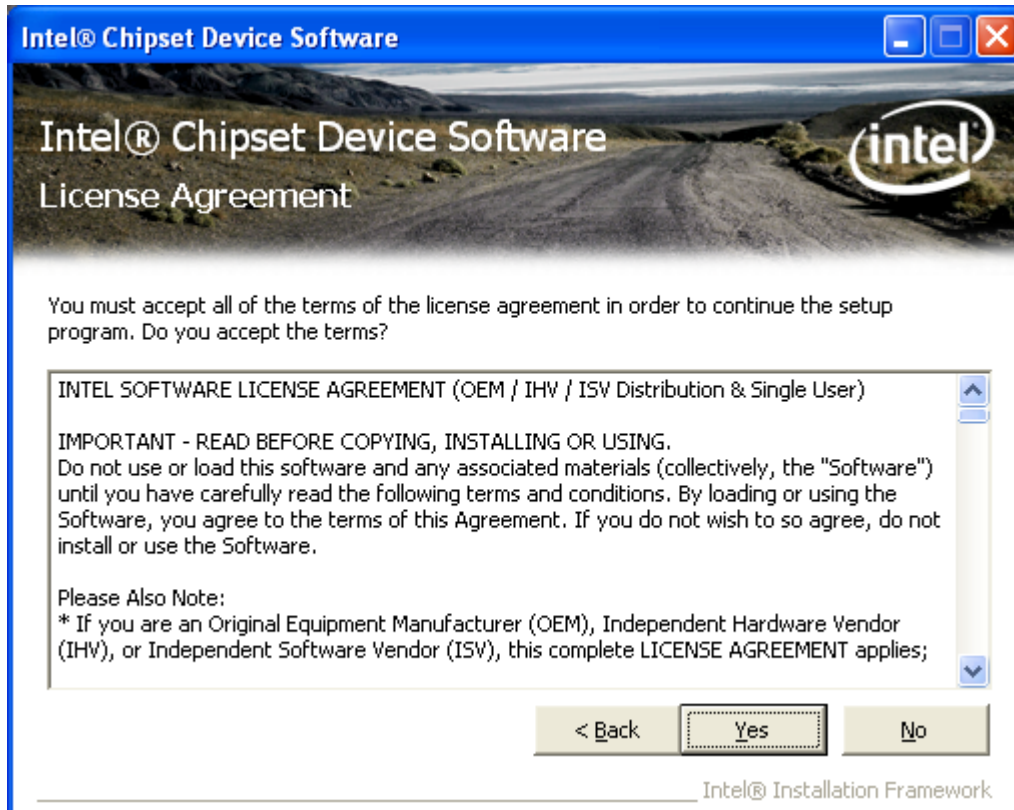 Intel® Chipset Device Software
Intel® Chipset Device Software
intel
License Agreement
You must accept all of the terms of the license agreement in order to continue the setup
program. Do you accept the terms?
INTEL SOFTWARE LICENSE AGREEMENT (OEM / IHV / ISV Distribution & Single User)
IMPORTANT - READ BEFORE COPYING, INSTALLING OR USING.
Do not use or load this software and any associated materials (collectively, the "Software")
until you have carefully read the following terms and conditions. By loading or using the
Software, you agree to the terms of this Agreement. If you do not wish to so agree, do not
install or use the Software.
Please Also Note:
* If you are an Original Equipment Manufacturer (OEM), Independent Hardware Vendor
(IHV), or Independent Software Vendor (ISV), this complete LICENSE AGREEMENT applies;
< Back Yes No
Intel® Installation Framework